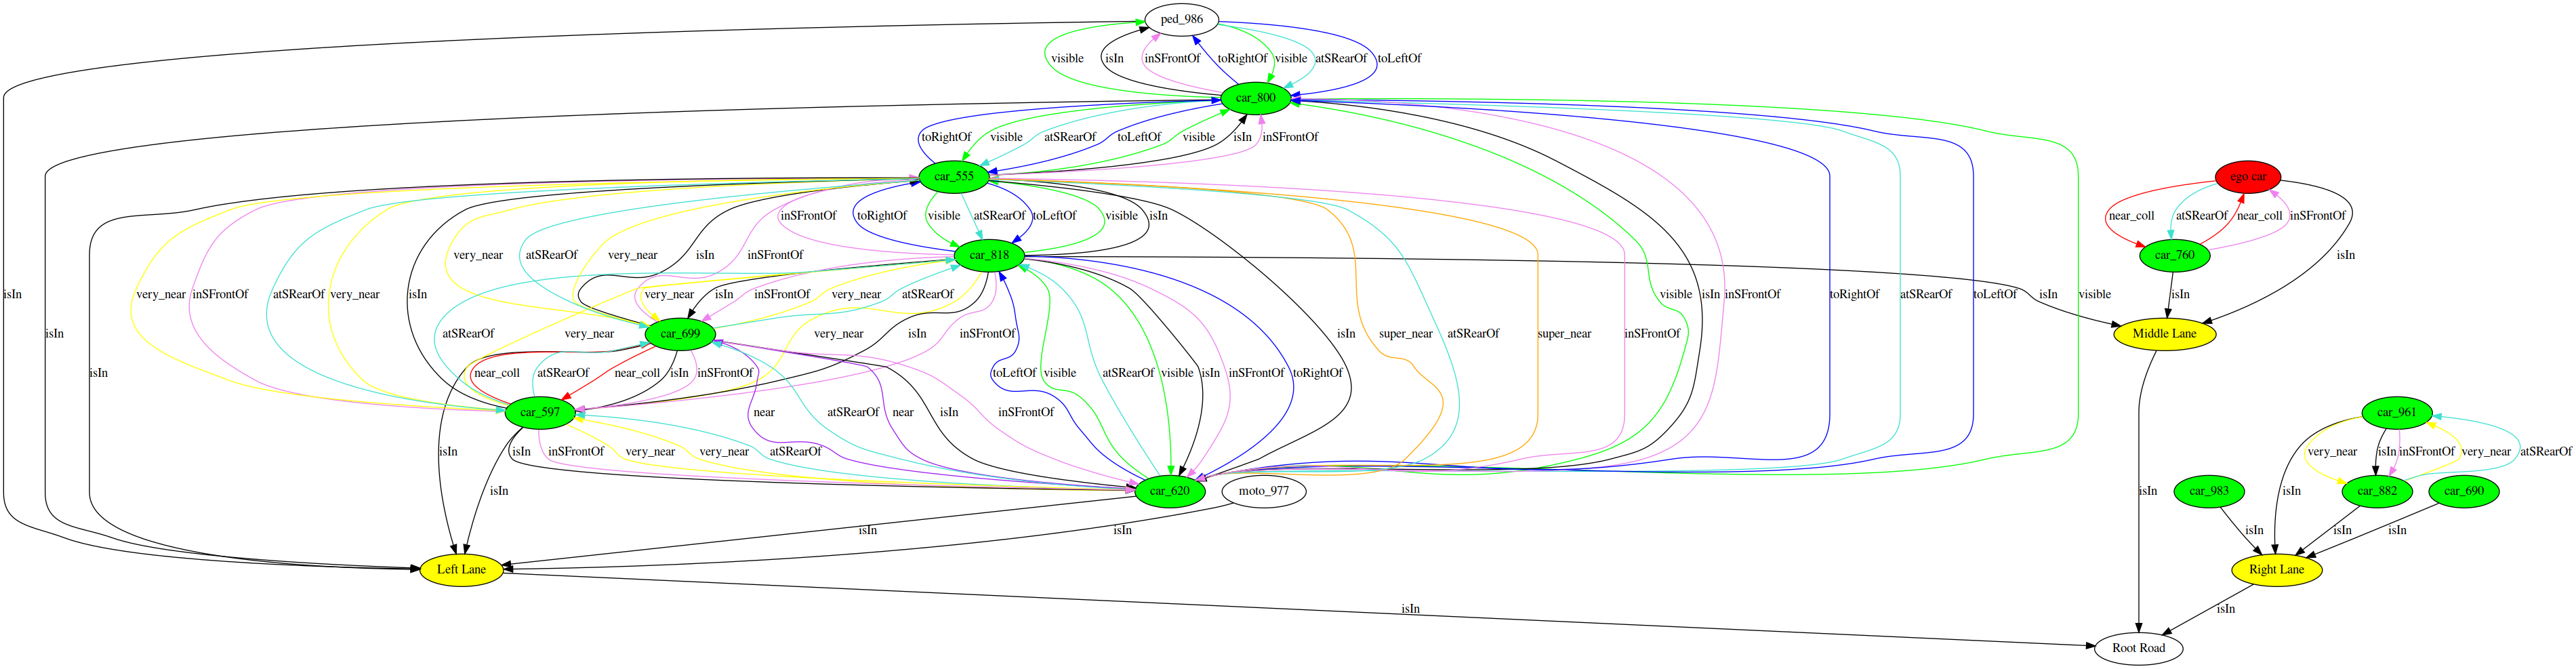 ped_986
visible isIn inSFrontOf toRightOf visible atSRearOf toLeftOf
car_800
toRightOf visible atSRearOf toLeftOf visible isIn inSFrontOf
car_555 ego car
inSFrontOf toRightOf visible atSRearOf toLeftOf visible isIn near_coll atSRearOf near_coll inSFrontOf
very_near atSRearOf very_near isIn inSFrontOf isIn
car_818 car_760
isIn very_near inSFrontOf atSRearOf very_near very_near isIn inSFrontOf very_near atSRearOf isIn visible isIn inSFrontOf toRightOf atSRearOf toLeftOf isIn visible isIn
isIn atSRearOf very_near car_699 very_near isIn inSFrontOf isIn super_near atSRearOf super_near inSFrontOf Middle Lane
isIn near_coll atSRearOf near_coll isIn inSFrontOf toLeftOf visible atSRearOf visible isIn inSFrontOf toRightOf
car_597 near atSRearOf near isIn inSFrontOf car_961
isIn isIn inSFrontOf very_near very_near atSRearOf very_near isIn inSFrontOf very_near atSRearOf
isIn car_620 moto_977 isIn car_983 isIn car_882 car_690
isIn isIn isIn isIn isIn
Left Lane Right Lane
isIn isIn
Root Road